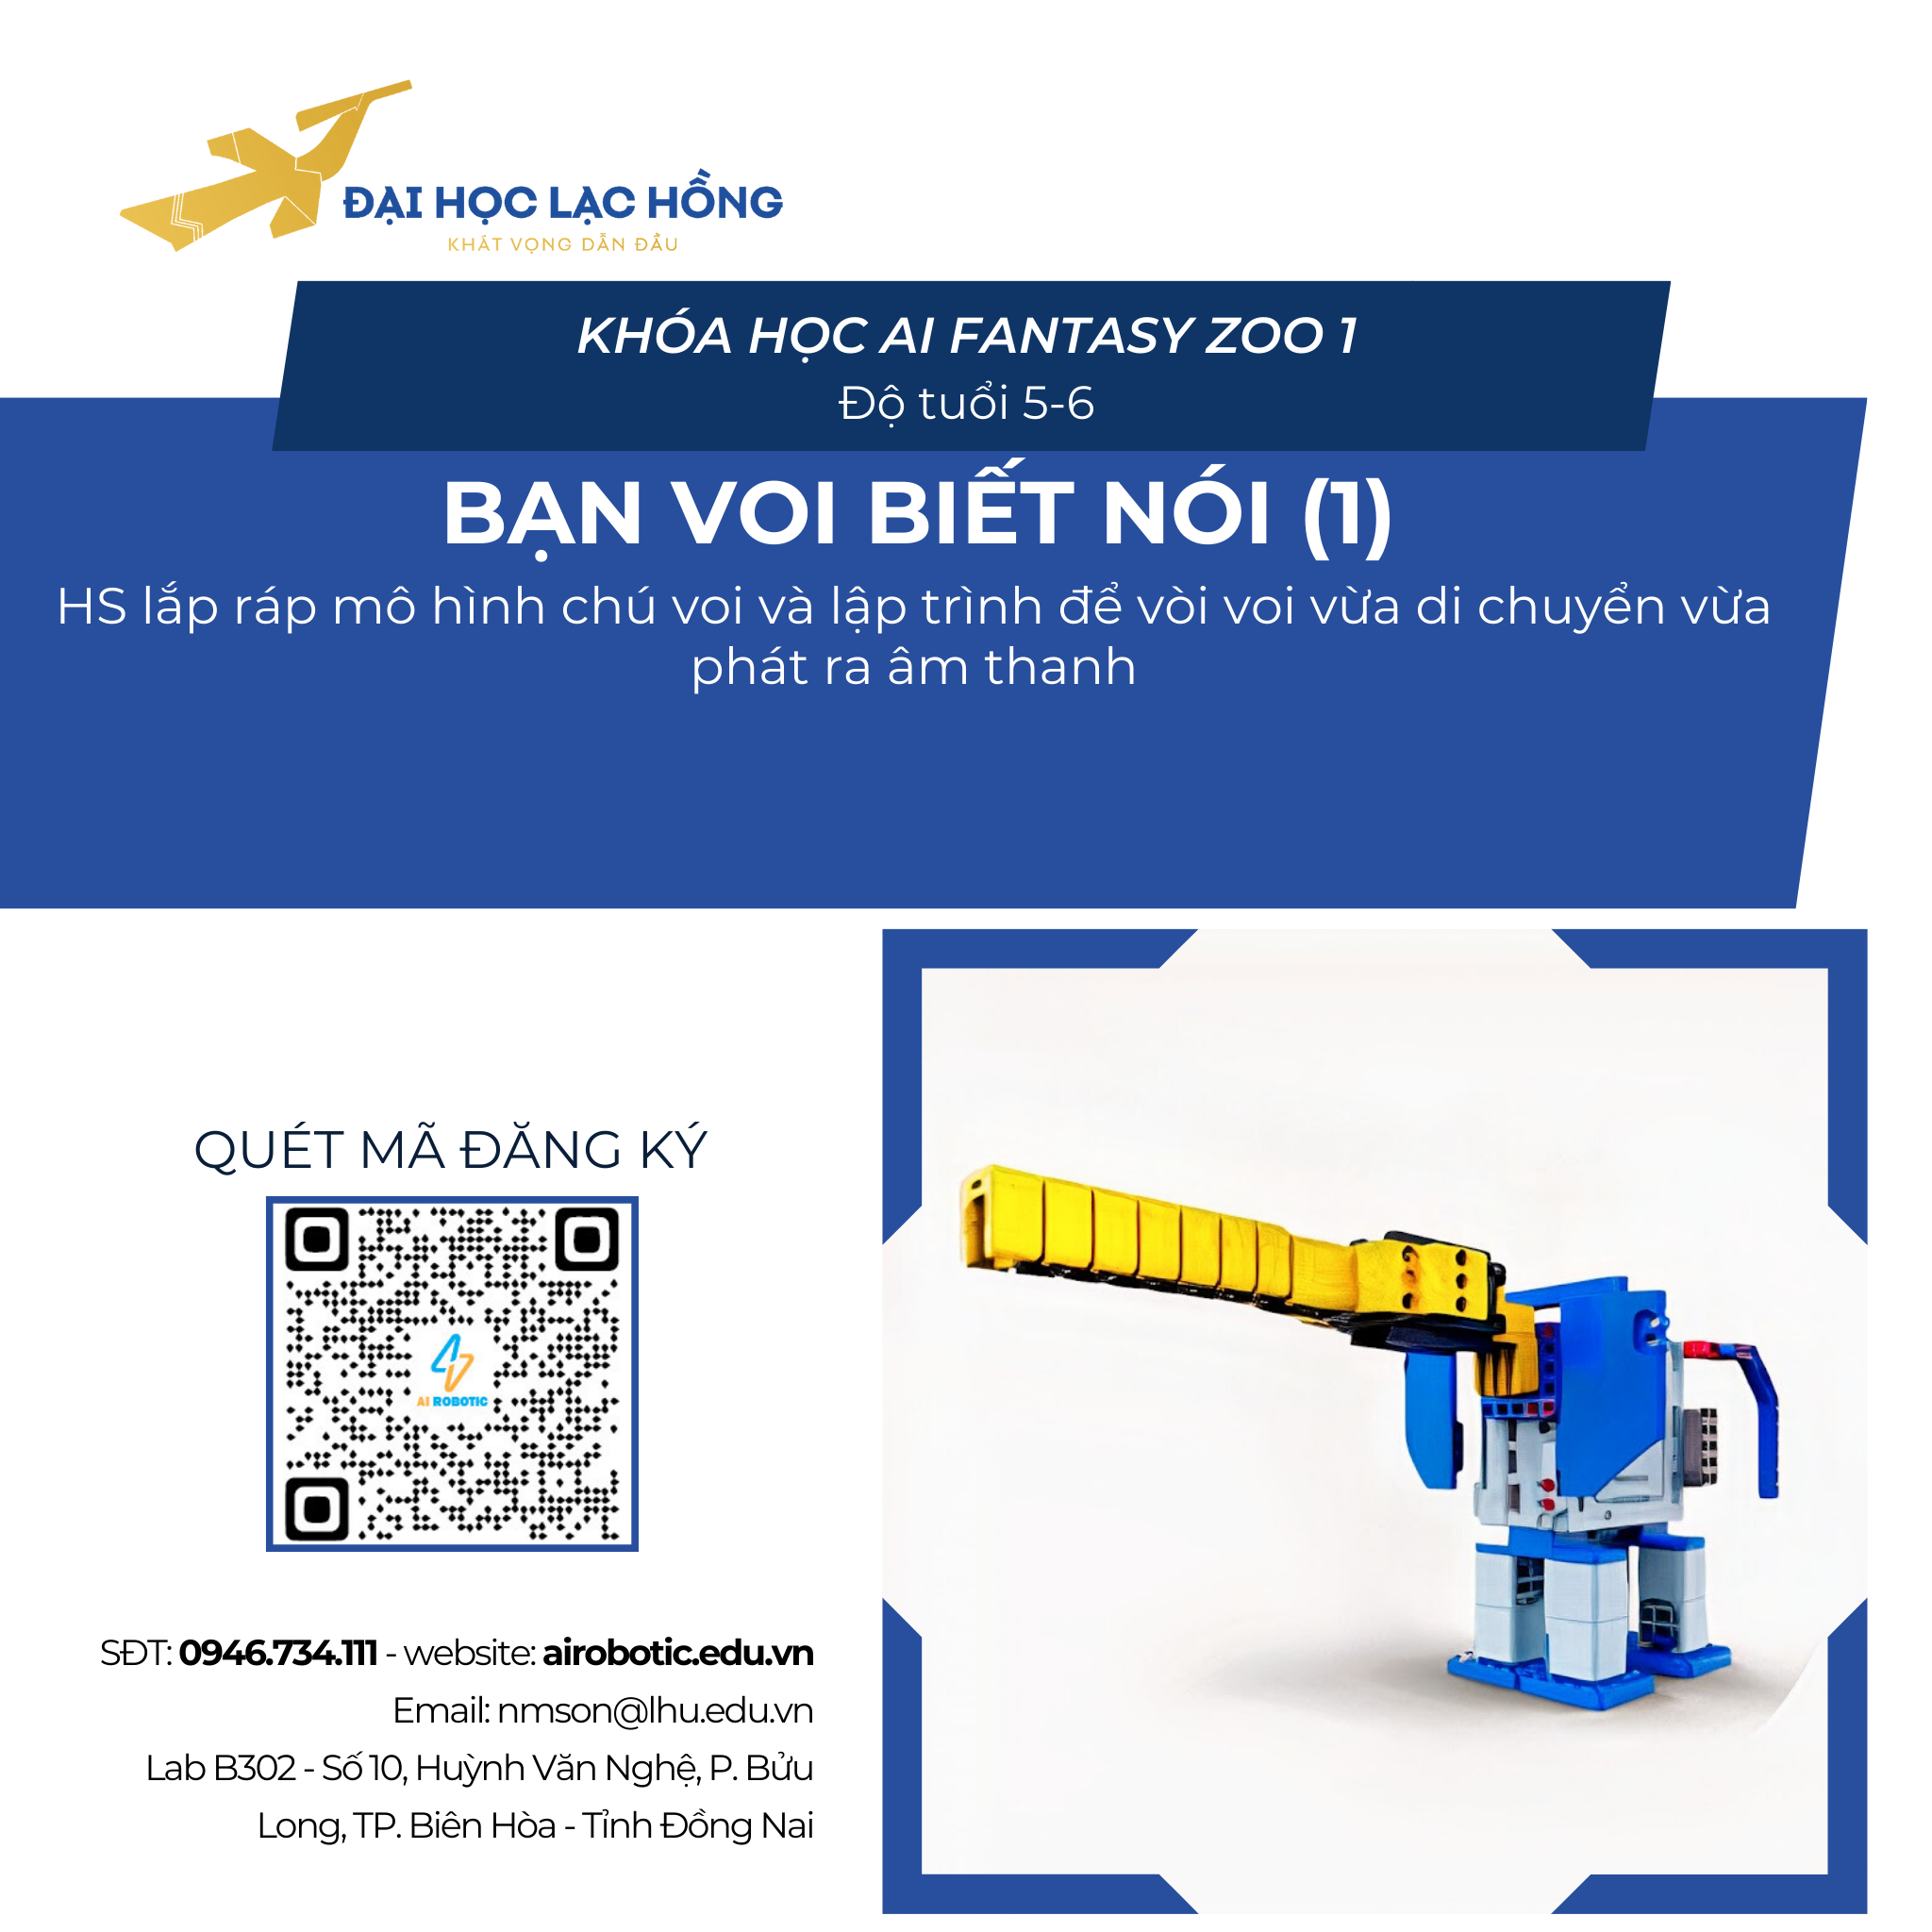 ĐẠI HỌC LẠC HỒNG
KHÁT VỌNG DẪN ĐẦU
KHÓA HỌC AI FANTASY ZOO 1
Độ tuổi 5-6
BẠN VOI BIẾT NÓI (1)
HS lắp ráp mô hình chú voi và lập trình để vòi voi vừa di chuyển vừa
phát ra âm thanh
QUÉT MÃ ĐĂNG KÝ
AI ROBOTIC
SĐT: 0946.734.111 - website: airobotic.edu.vn
Email: nmson@lhu.edu.vn
Lab B302 - Số 10, Huỳnh Văn Nghệ, P. Bửu
Long, TP. Biên Hòa - Tỉnh Đồng Nai